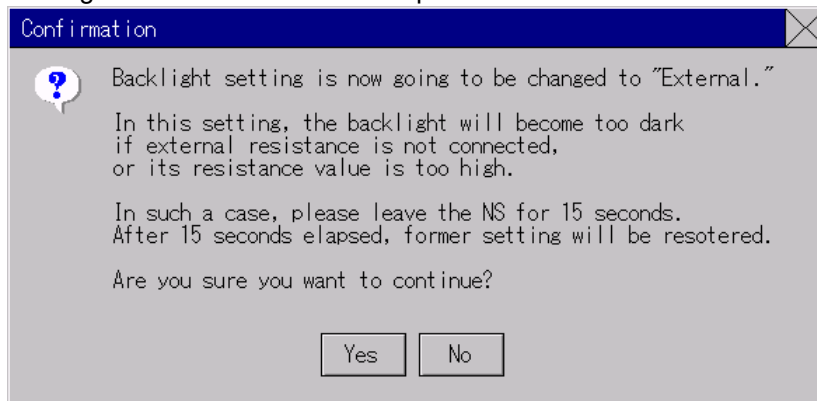 Confirmation
Backlight setting is now going to be changed to "External."
In this setting, the backlight will become too dark
if external resistance is not connected,
or its resistance value is too high.
In such a case, please leave the NS for 15 seconds.
After 15 seconds elapsed, former setting will be resotered.
Are you sure you want to continue?
Yes No